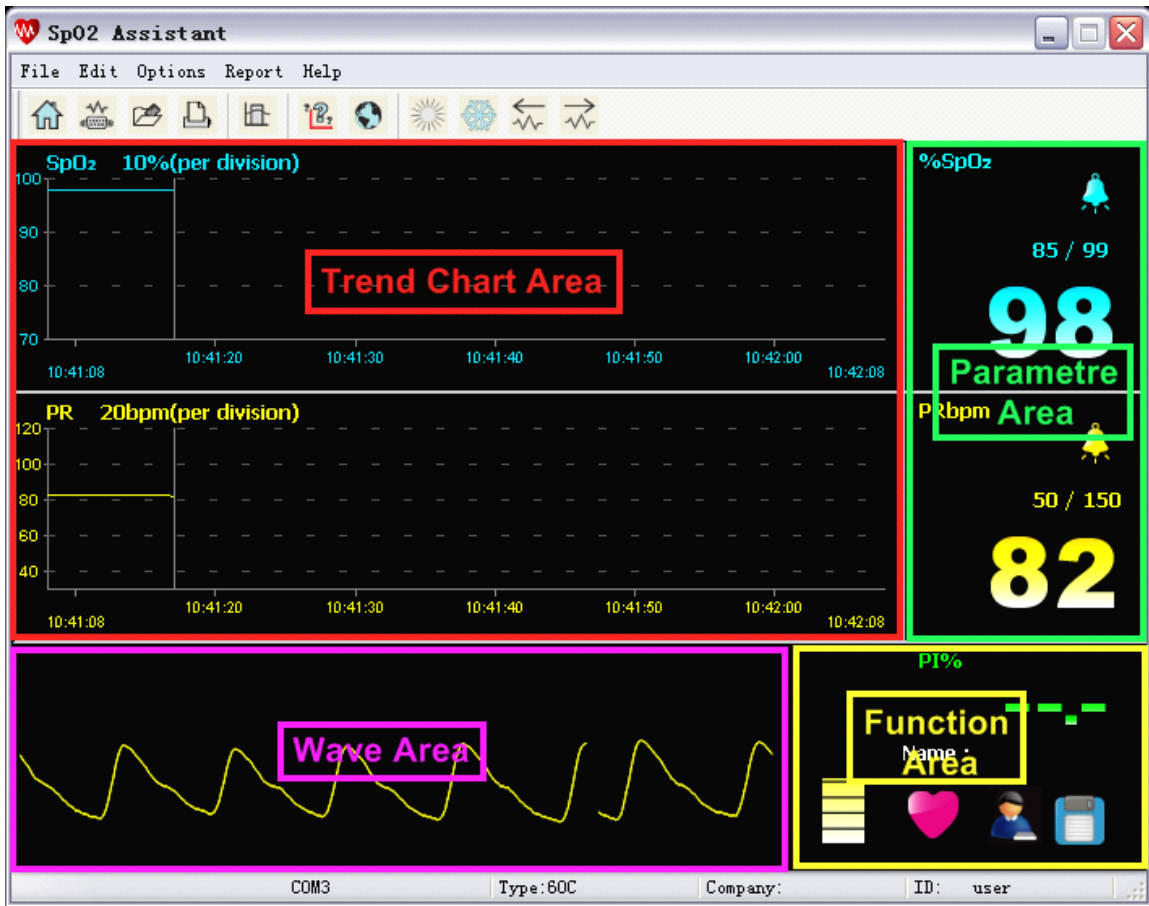 SpO2 Assistant
File Edit Options Report Help
SpO₂ 10%(per division)
100
90
80
70
10:41:08
10:41:20
10:41:30
10:41:40
10:41:50
10:42:00
10:42:08
Trend Chart Area
PR 20bpm(per division)
120
100
80
60
40
10:41:08
10:41:20
10:41:30
10:41:40
10:41:50
10:42:00
10:42:08
%SpO₂
85 / 99
98
Parametre
Area
PRbpm
50 / 150
82
Wave Area
PI%
--.-
Function
Area
Name :
COM3 Type:60C Company: ID: user